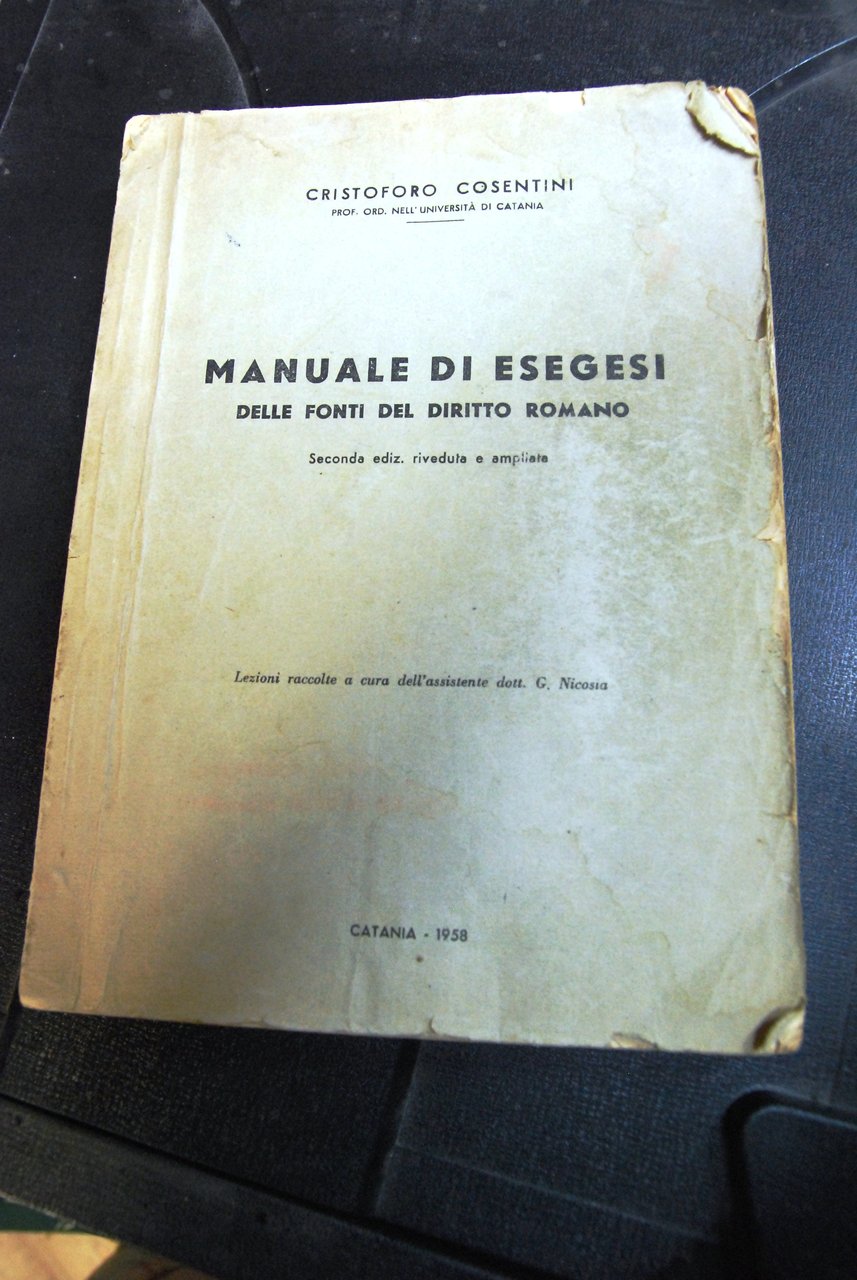 CRISTOFORO COSENTINI
PROF. ORD. NELL'UNIVERSITÀ DI CATANIA
MANUALE DI ESEGESI
DELLE FONTI DEL DIRITTO ROMANO
Seconda ediz. riveduta e ampliata
Lezioni raccolte a cura dell'assistente dott. G. Nicosia
CATANIA - 1958